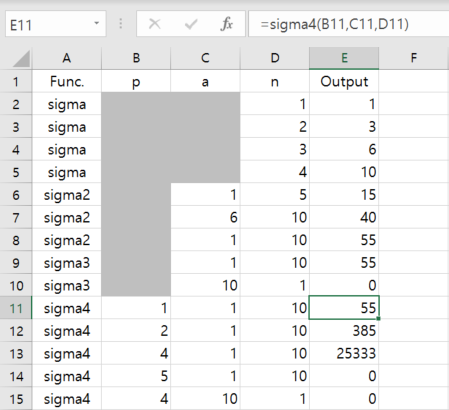 E11 =sigma4(B11,C11,D11)
A B C D E F
1 Func. p a n Output
2 sigma 1 1
3 sigma 2 3
4 sigma 3 6
5 sigma 4 10
6 sigma2 1 5 15
7 sigma2 6 10 40
8 sigma2 1 10 55
9 sigma3 1 10 55
10 sigma3 10 1 0
11 sigma4 1 1 10 55
12 sigma4 2 1 10 385
13 sigma4 4 1 10 25333
14 sigma4 5 1 10 0
15 sigma4 4 10 1 0